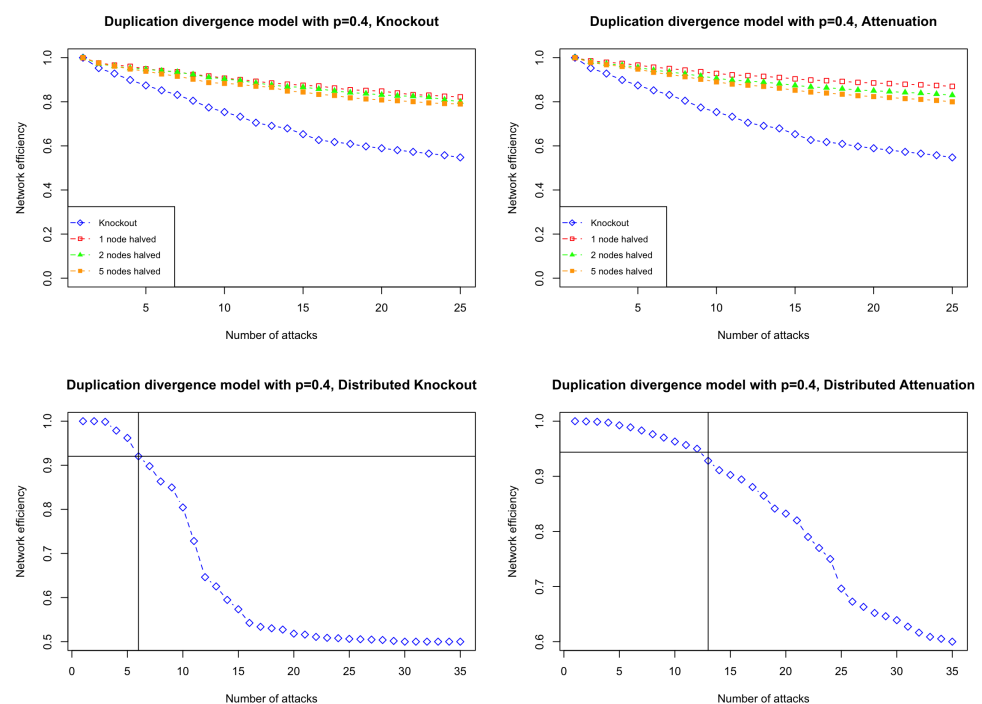 Duplication divergence model with p=0.4, Knockout
Network efficiency
1.0
0.8
0.6
0.4
0.2
0.0
Knockout
1 node halved
2 nodes halved
5 nodes halved
5 10 15 20 25
Number of attacks
Duplication divergence model with p=0.4, Attenuation
Network efficiency
1.0
0.8
0.6
0.4
0.2
0.0
Knockout
1 node halved
2 nodes halved
5 nodes halved
5 10 15 20 25
Number of attacks
Duplication divergence model with p=0.4, Distributed Knockout
Network efficiency
1.0
0.9
0.8
0.7
0.6
0.5
0 5 10 15 20 25 30 35
Number of attacks
Duplication divergence model with p=0.4, Distributed Attenuation
Network efficiency
1.0
0.9
0.8
0.7
0.6
0 5 10 15 20 25 30 35
Number of attacks